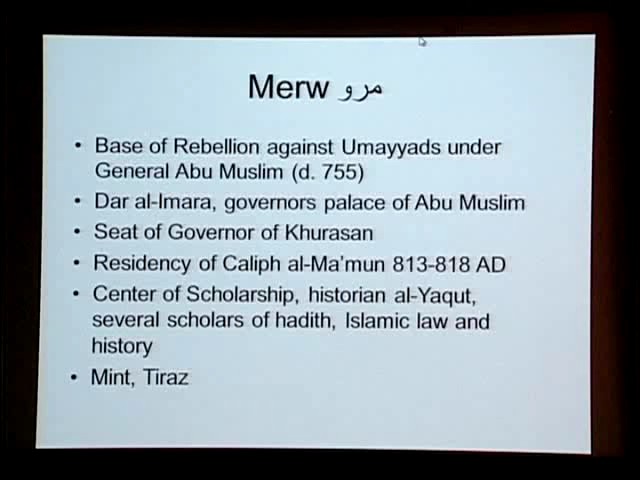 Merw مرو
• Base of Rebellion against Umayyads under
General Abu Muslim (d. 755)
• Dar al-Imara, governors palace of Abu Muslim
• Seat of Governor of Khurasan
• Residency of Caliph al-Ma'mun 813-818 AD
• Center of Scholarship, historian al-Yaqut,
several scholars of hadith, Islamic law and
history
• Mint, Tiraz